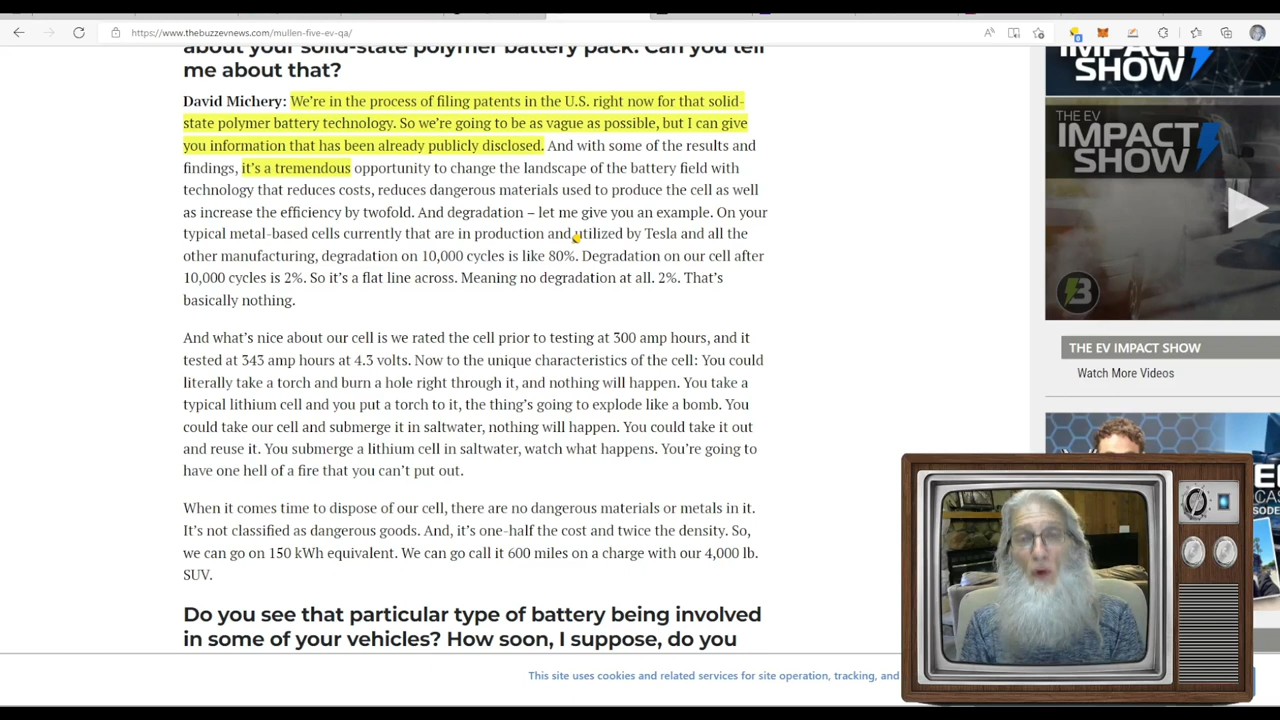 https://www.thebuzzevnews.com/mullen-five-ev-qa/
about your solid-state polymer battery pack. Can you tell
me about that?
David Michery: We're in the process of filing patents in the U.S. right now for that solid-
state polymer battery technology. So we're going to be as vague as possible, but I can give
you information that has been already publicly disclosed. And with some of the results and
findings, it's a tremendous opportunity to change the landscape of the battery field with
technology that reduces costs, reduces dangerous materials used to produce the cell as well
as increase the efficiency by twofold. And degradation – let me give you an example. On your
typical metal-based cells currently that are in production and utilized by Tesla and all the
other manufacturing, degradation on 10,000 cycles is like 80%. Degradation on our cell after
10,000 cycles is 2%. So it's a flat line across. Meaning no degradation at all. 2%. That's
basically nothing.
And what's nice about our cell is we rated the cell prior to testing at 300 amp hours, and it
tested at 343 amp hours at 4.3 volts. Now to the unique characteristics of the cell: You could
literally take a torch and burn a hole right through it, and nothing will happen. You take a
typical lithium cell and you put a torch to it, the thing's going to explode like a bomb. You
could take our cell and submerge it in saltwater, nothing will happen. You could take it out
and reuse it. You submerge a lithium cell in saltwater, watch what happens. You're going to
have one hell of a fire that you can't put out.
When it comes time to dispose of our cell, there are no dangerous materials or metals in it.
It's not classified as dangerous goods. And, it's one-half the cost and twice the density. So,
we can go on 150 kWh equivalent. We can go call it 600 miles on a charge with our 4,000 lb.
SUV.
Do you see that particular type of battery being involved
in some of your vehicles? How soon, I suppose, do you
This site uses cookies and related services for site operation, tracking, and
IMPACT
SHOW
THE EV
IMPACT
SHOW
B
THE EV IMPACT SHOW
Watch More Videos